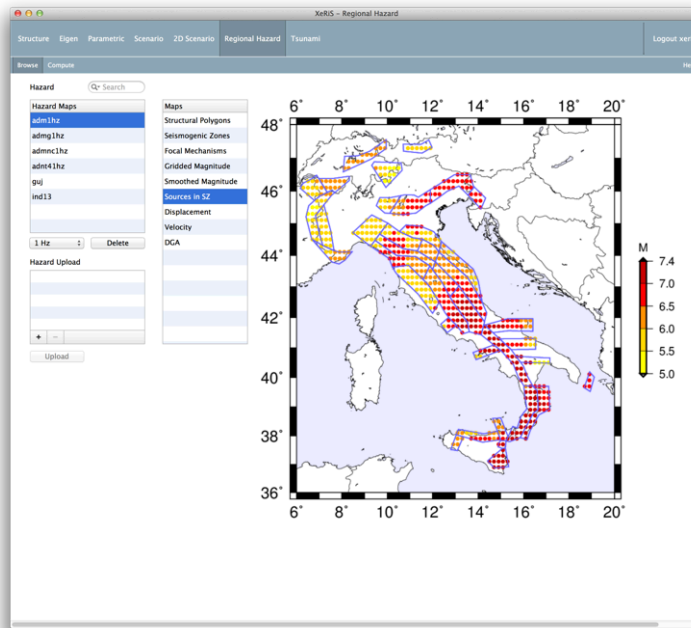 XeRiS - Regional Hazard
Structure Eigen Parametric Scenario 2D Scenario Regional Hazard Tsunami Logout xer
Browse Compute He
Hazard Search
Hazard Maps
adm1hz
admg1hz
admnc1hz
adnt41hz
guj
ind13
1 Hz Delete
Hazard Upload
+ −
Upload
Maps
Structural Polygons
Seismogenic Zones
Focal Mechanisms
Gridded Magnitude
Smoothed Magnitude
Sources in SZ
Displacement
Velocity
DGA
6° 8° 10° 12° 14° 16° 18° 20°
48°
46°
44°
42°
40°
38°
36°
6° 8° 10° 12° 14° 16° 18° 20°
M
7.4
7.0
6.5
6.0
5.5
5.0